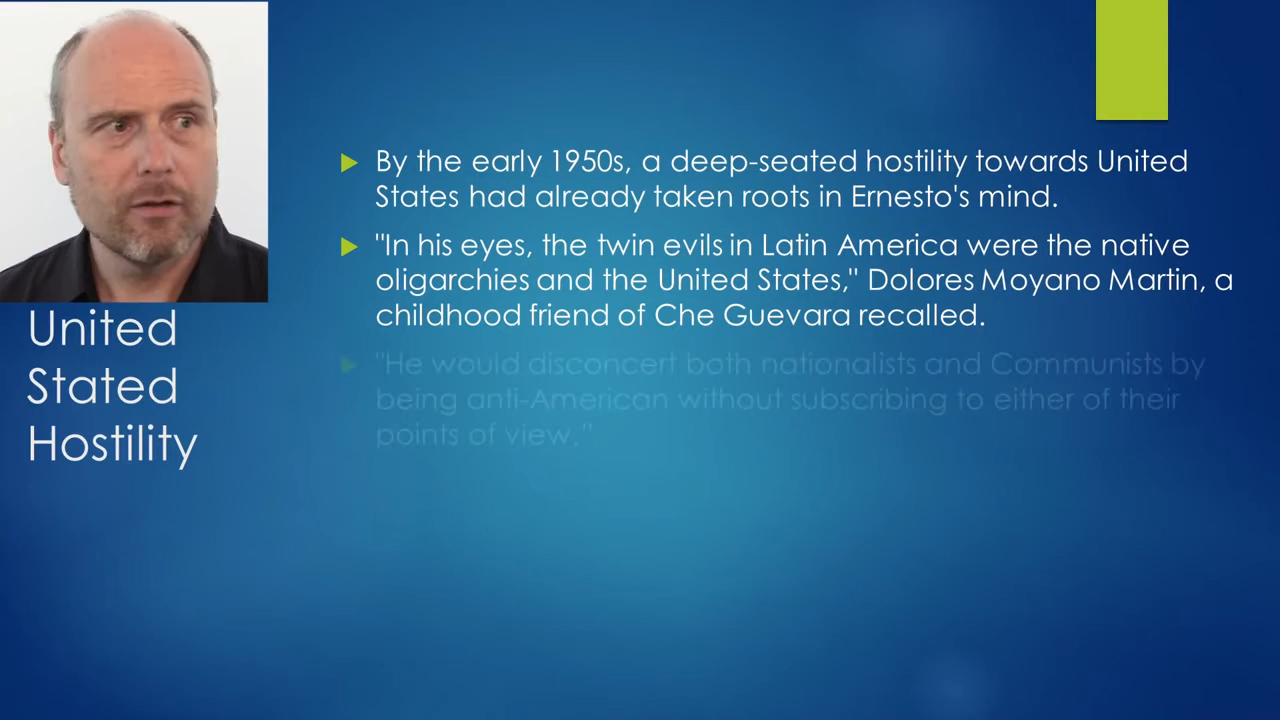 United
Stated
Hostility
By the early 1950s, a deep-seated hostility towards United
States had already taken roots in Ernesto's mind.
"In his eyes, the twin evils in Latin America were the native
oligarchies and the United States," Dolores Moyano Martin, a
childhood friend of Che Guevara recalled.
"He would disconcert both nationalists and Communists by
being anti-American without subscribing to either of their
points of view."